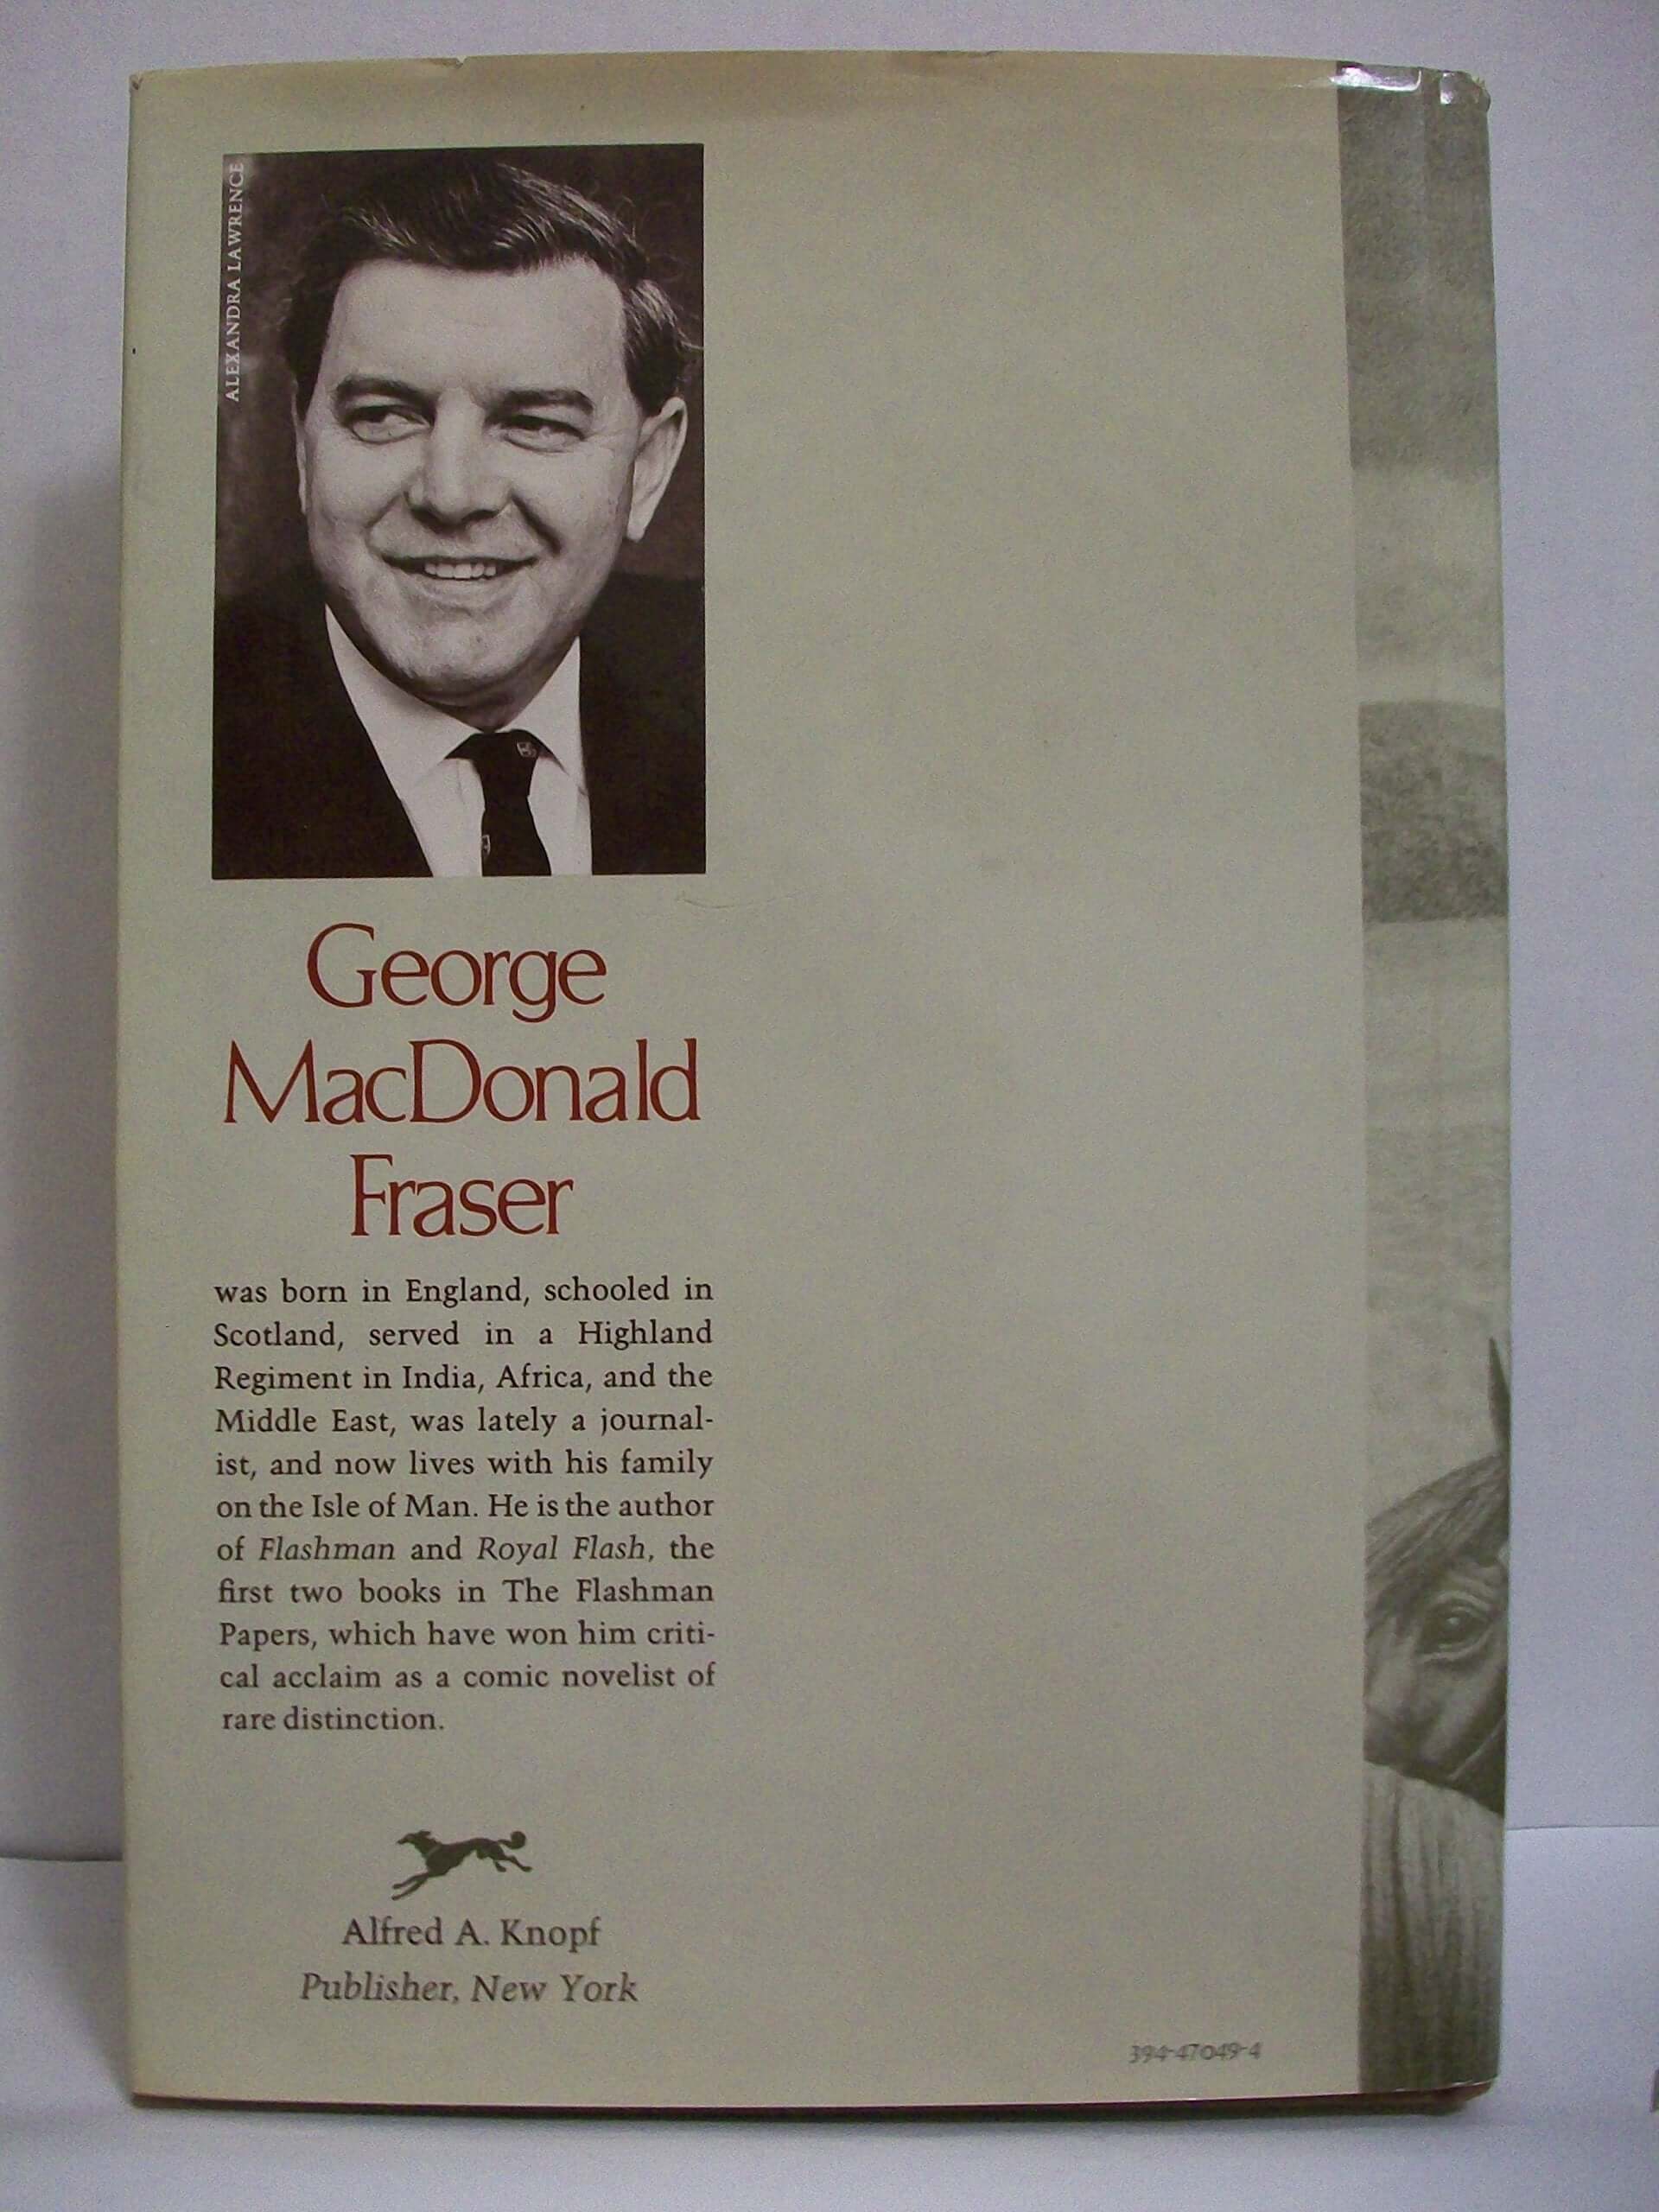 ALEXANDRA LAWRENCE
George
MacDonald
Fraser
was born in England, schooled in
Scotland, served in a Highland
Regiment in India, Africa, and the
Middle East, was lately a journal-
ist, and now lives with his family
on the Isle of Man. He is the author
of Flashman and Royal Flash, the
first two books in The Flashman
Papers, which have won him criti-
cal acclaim as a comic novelist of
rare distinction.
Alfred A. Knopf
Publisher, New York
394-47049-4